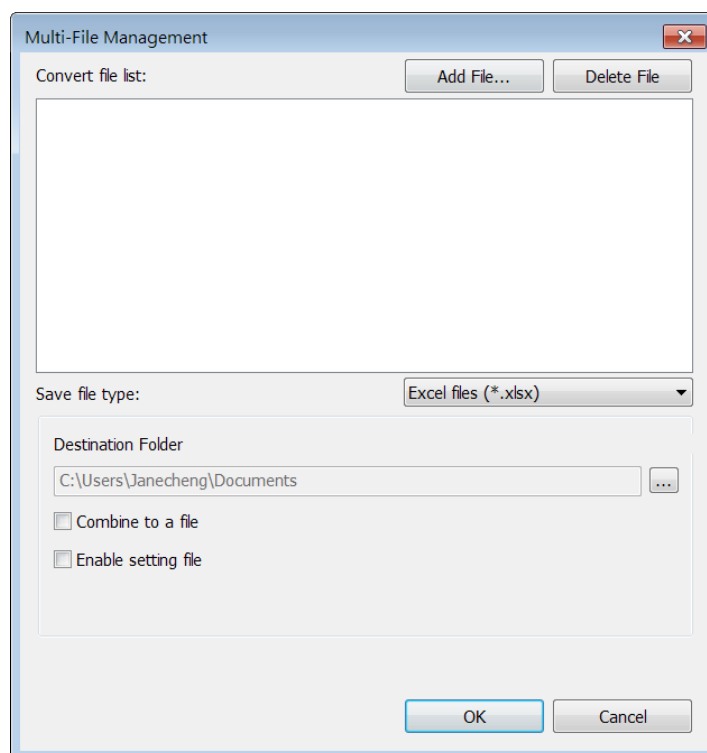 Multi-File Management
Convert file list: Add File... Delete File
Save file type: Excel files (*.xlsx)
Destination Folder
C:\Users\Janecheng\Documents ...
Combine to a file
Enable setting file
OK Cancel